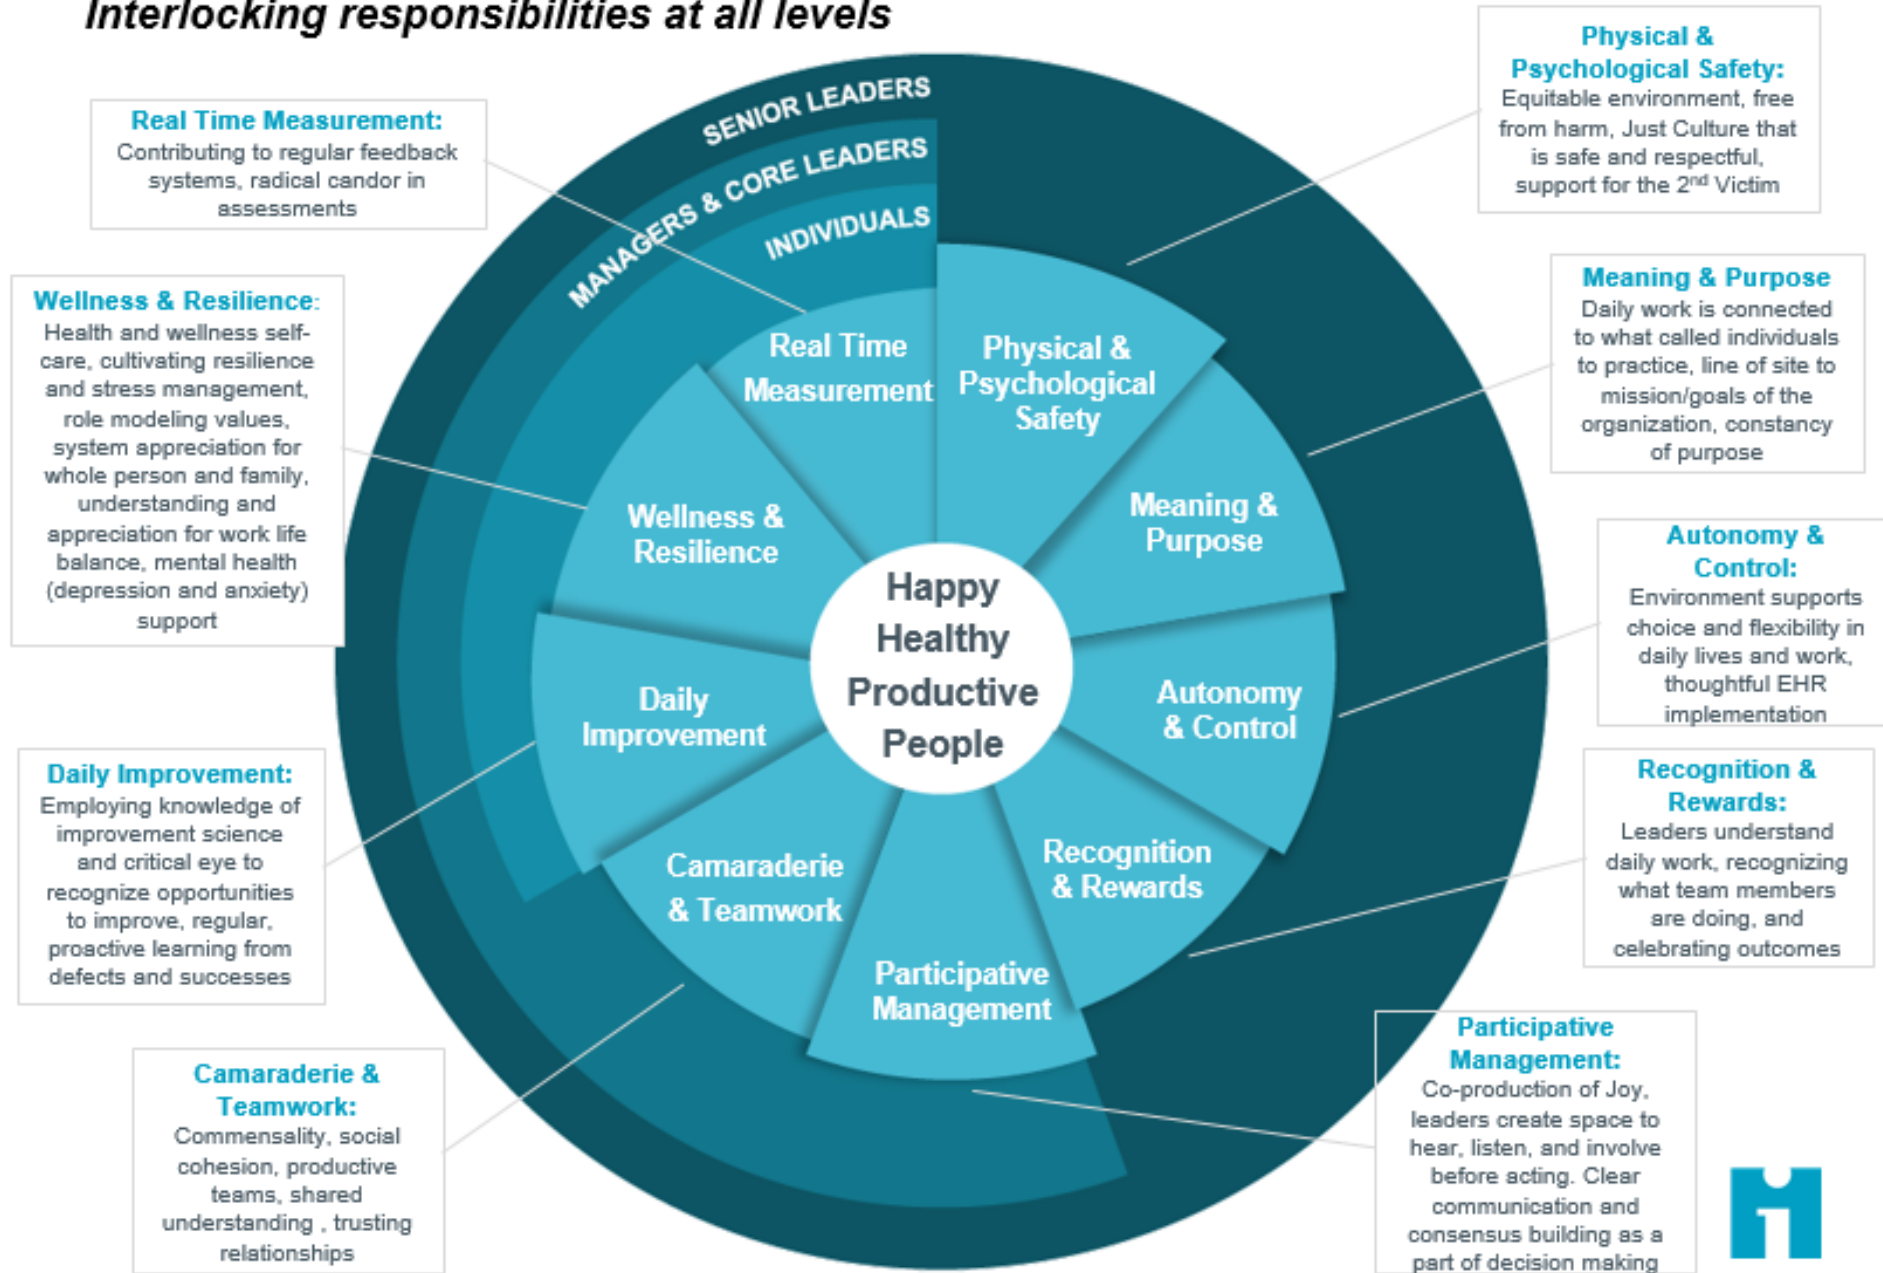 Interlocking responsibilities at all levels
SENIOR LEADERS
MANAGERS & CORE LEADERS
INDIVIDUALS
Real Time
Measurement
Physical &
Psychological
Safety
Meaning &
Purpose
Autonomy
& Control
Recognition
& Rewards
Participative
Management
Camaraderie
& Teamwork
Daily
Improvement
Wellness &
Resilience
Happy
Healthy
Productive
People
Physical &
Psychological Safety:
Equitable environment, free
from harm, Just Culture that
is safe and respectful,
support for the 2nd Victim
Meaning & Purpose
Daily work is connected
to what called individuals
to practice, line of site to
mission/goals of the
organization, constancy
of purpose
Autonomy &
Control:
Environment supports
choice and flexibility in
daily lives and work,
thoughtful EHR
implementation
Recognition &
Rewards:
Leaders understand
daily work, recognizing
what team members
are doing, and
celebrating outcomes
Participative
Management:
Co-production of Joy,
leaders create space to
hear, listen, and involve
before acting. Clear
communication and
consensus building as a
part of decision making
Camaraderie &
Teamwork:
Commensality, social
cohesion, productive
teams, shared
understanding , trusting
relationships
Daily Improvement:
Employing knowledge of
improvement science
and critical eye to
recognize opportunities
to improve, regular,
proactive learning from
defects and successes
Wellness & Resilience:
Health and wellness self-
care, cultivating resilience
and stress management,
role modeling values,
system appreciation for
whole person and family,
understanding and
appreciation for work life
balance, mental health
(depression and anxiety)
support
Real Time Measurement:
Contributing to regular feedback
systems, radical candor in
assessments